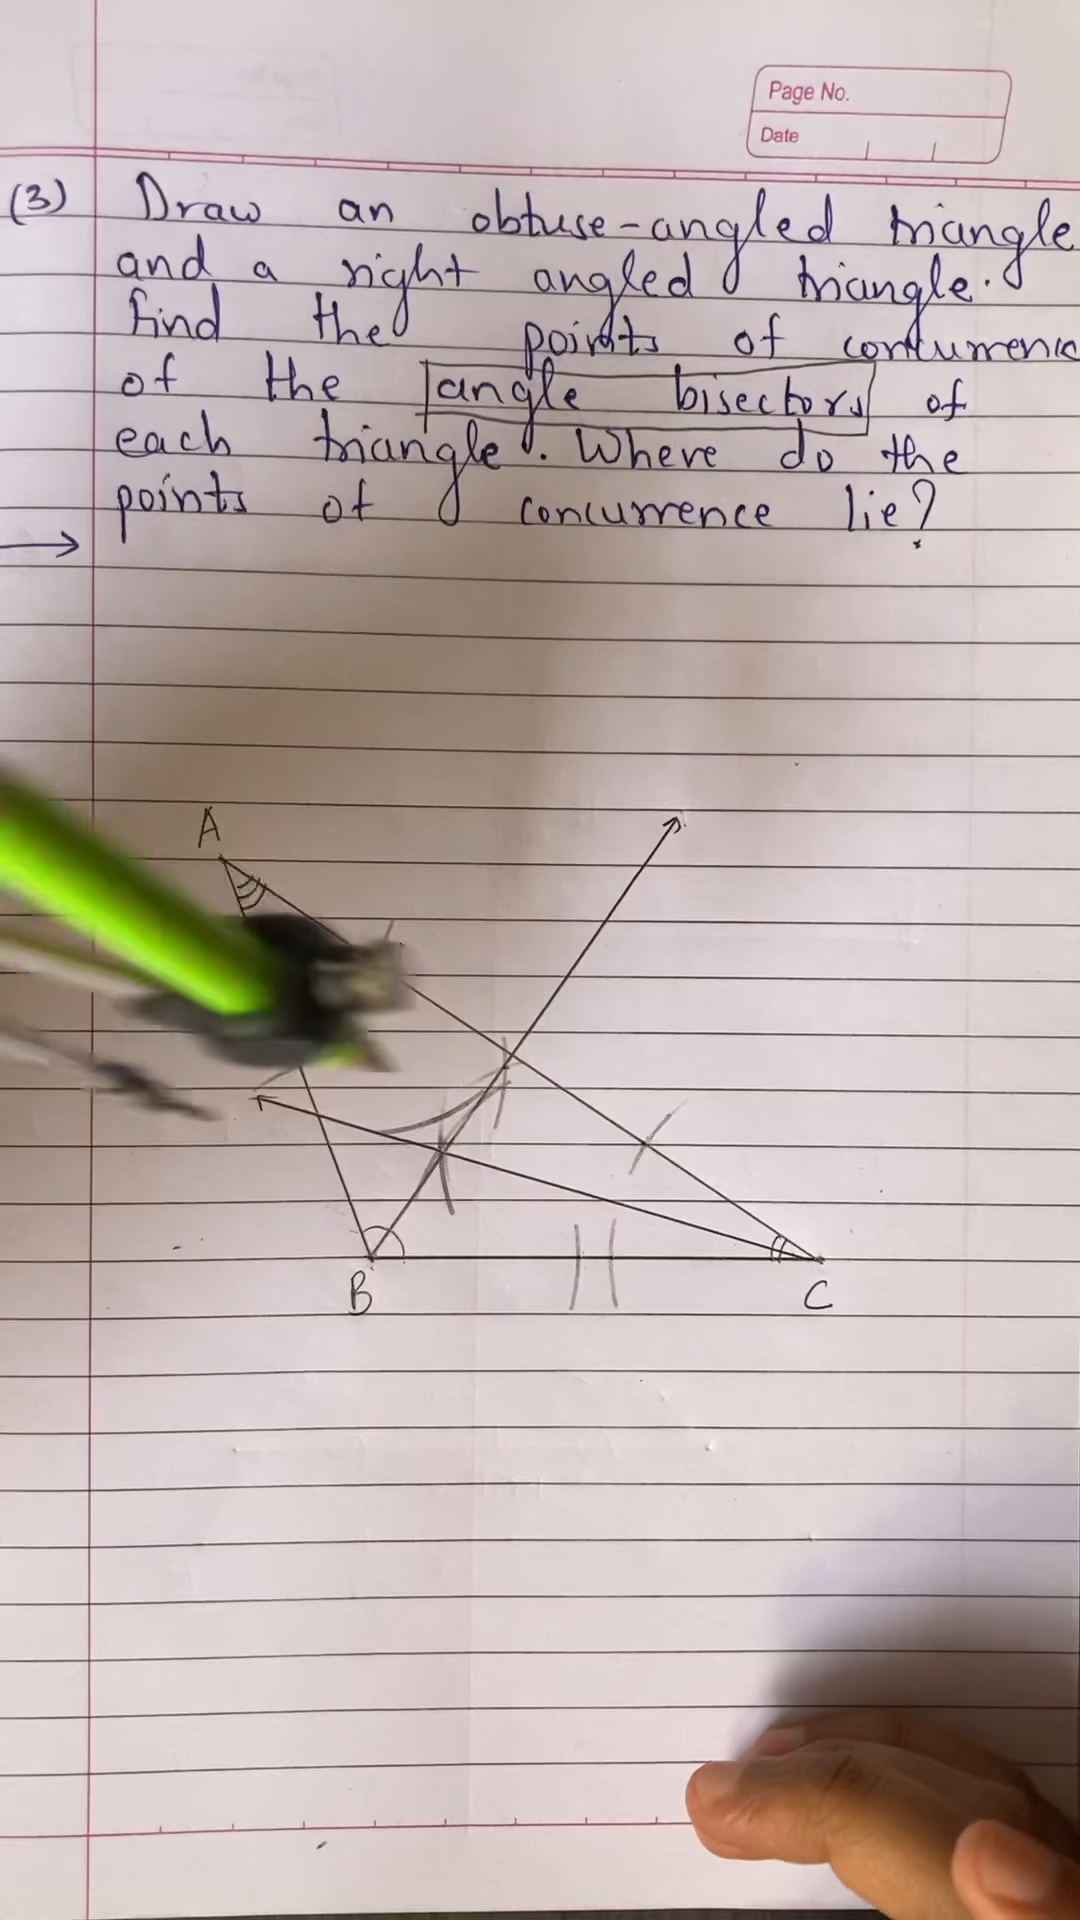 Page No.
Date
(3) Draw an obtuse-angled triangle
and a right angled triangle.
find the points of concurrenc
of the angle bisectors of
each triangle. Where do the
points of concurrence lie?
A
B
C